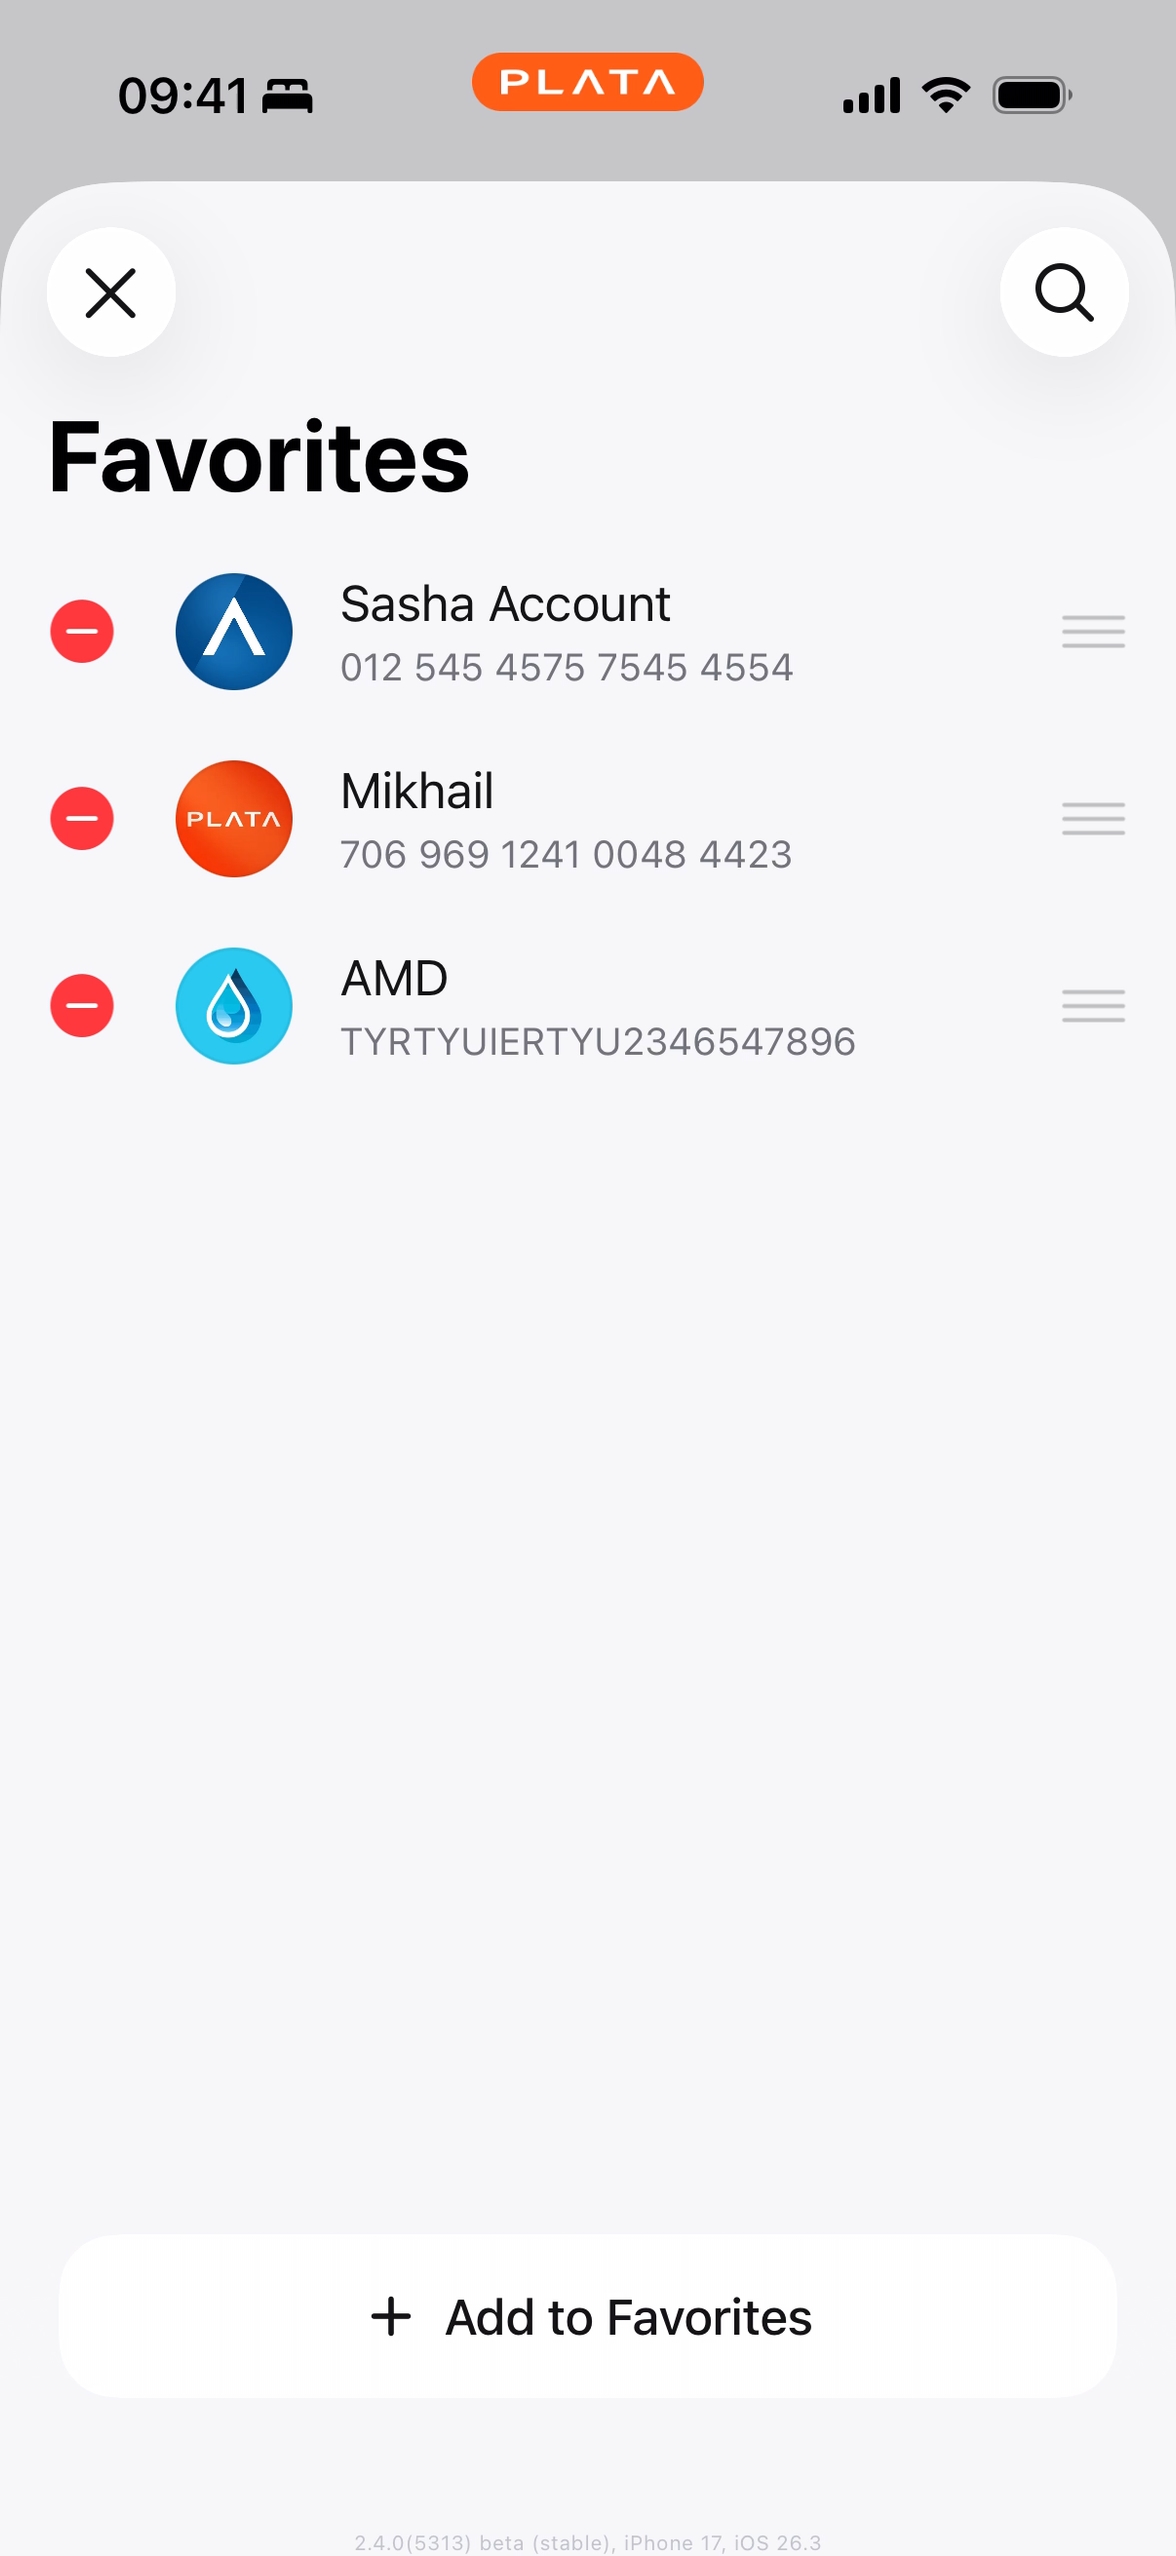 09:41
PLATA
Favorites
Sasha Account
012 545 4575 7545 4554
PLATA
Mikhail
706 969 1241 0048 4423
AMD
TYRTYUIERTYU2346547896
+ Add to Favorites
2.4.0(5313) beta (stable), iPhone 17, iOS 26.3